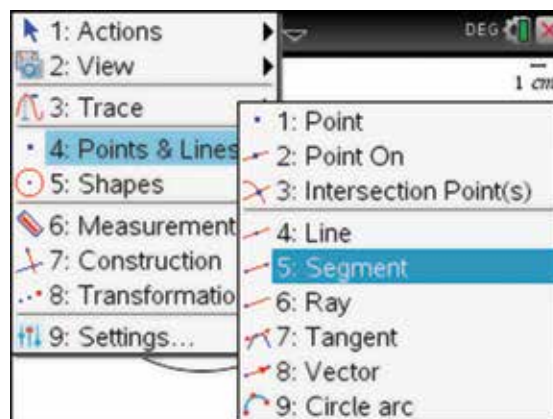 1: Actions
2: View
3: Trace
4: Points & Lines
5: Shapes
6: Measurement
7: Construction
8: Transformatio
9: Settings...
DEG
1 cm
1: Point
2: Point On
3: Intersection Point(s)
4: Line
5: Segment
6: Ray
7: Tangent
8: Vector
9: Circle arc